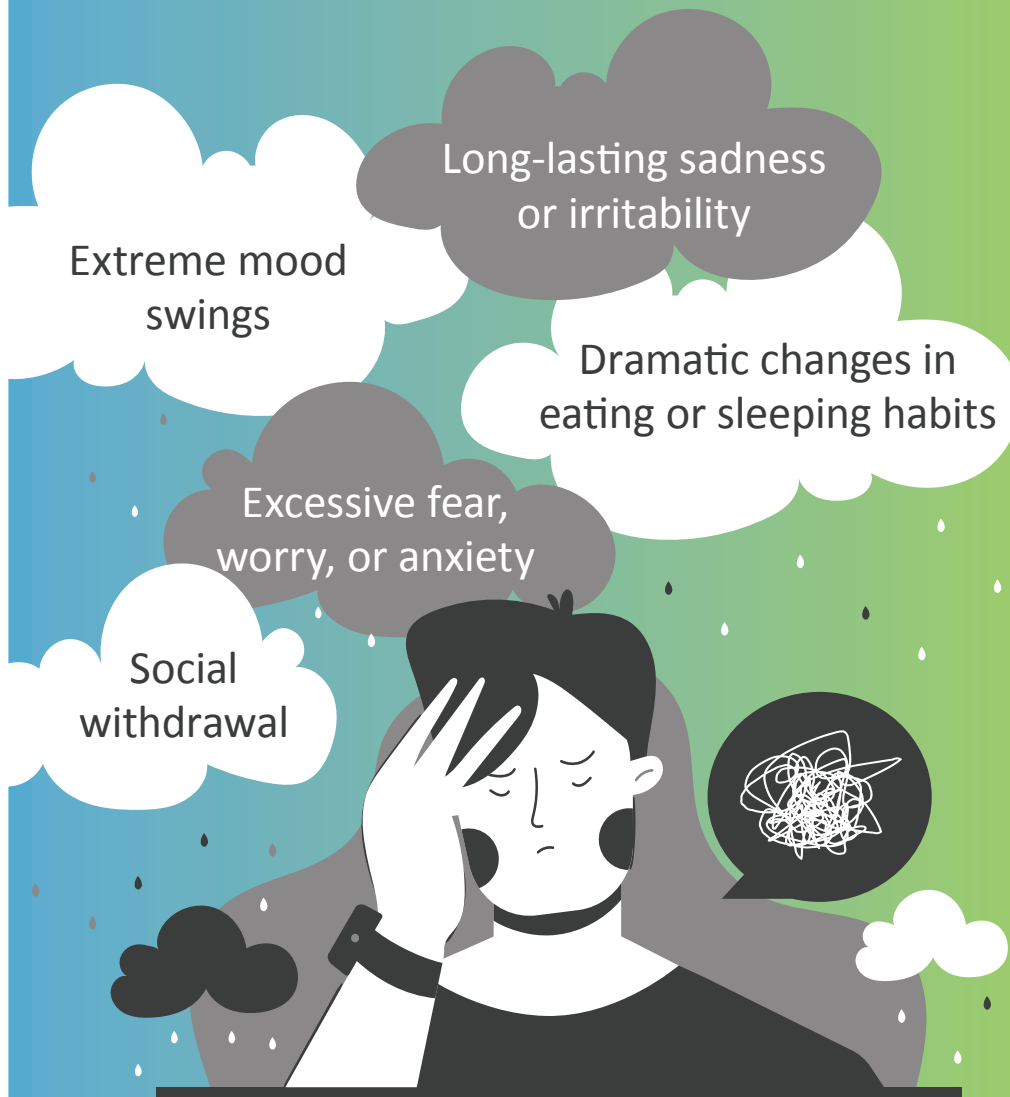 Long-lasting sadness
or irritability
Extreme mood
swings
Dramatic changes in
eating or sleeping habits
Excessive fear,
worry, or anxiety
Social
withdrawal